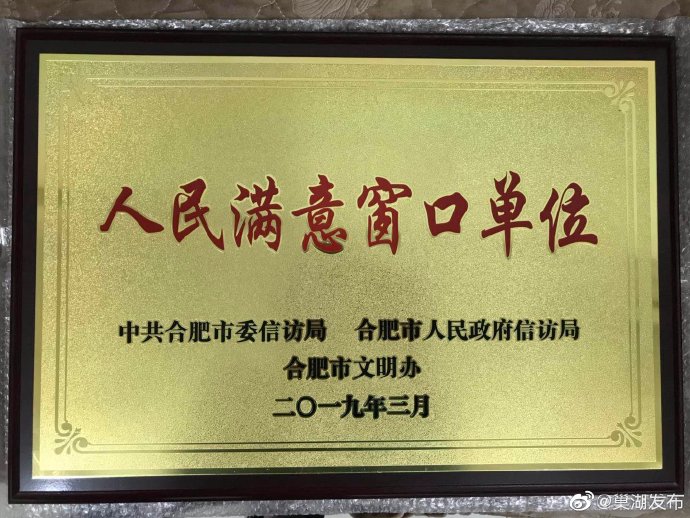 人民满意窗口单位
中共合肥市委信访局 合肥市人民政府信访局
合肥市文明办
二〇一九年三月
@巢湖发布